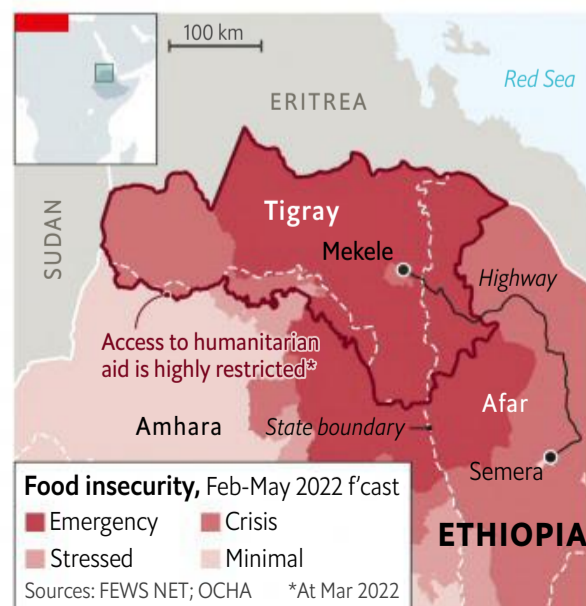 100 km
Red Sea
ERITREA
SUDAN
Tigray
Mekele
Highway
Access to humanitarian
aid is highly restricted*
Amhara
State boundary
Afar
Semera
ETHIOPIA
Food insecurity, Feb-May 2022 f'cast
Emergency
Crisis
Stressed
Minimal
Sources: FEWS NET; OCHA *At Mar 2022